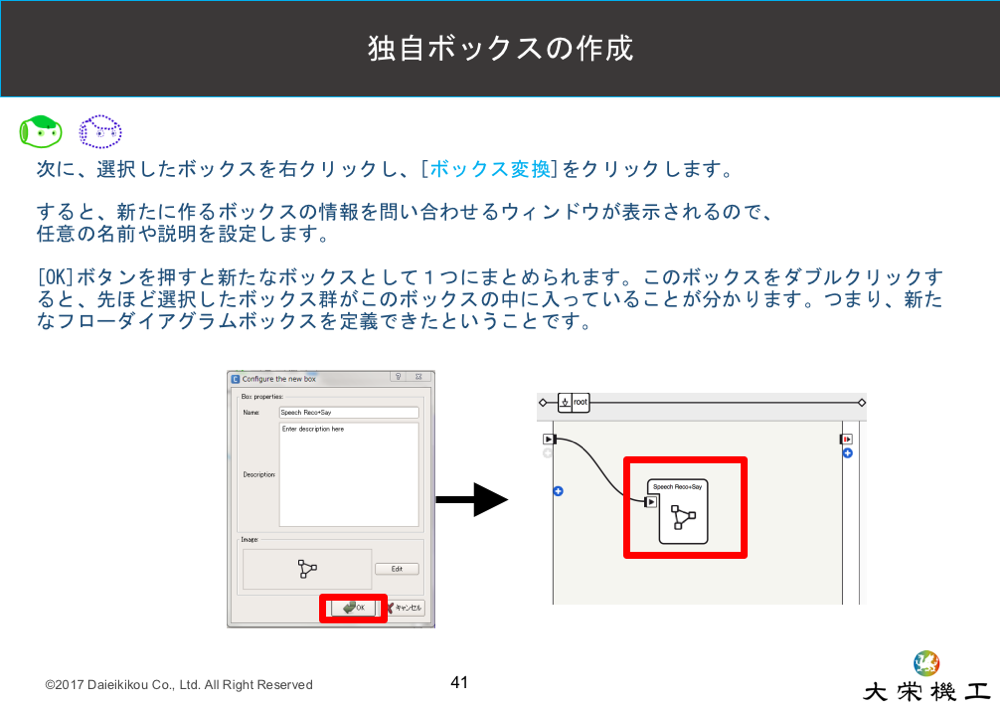 独自ボックスの作成
次に、選択したボックスを右クリックし、[ボックス変換]をクリックします。
すると、新たに作るボックスの情報を問い合わせるウィンドウが表示されるので、
任意の名前や説明を設定します。
[OK]ボタンを押すと新たなボックスとして１つにまとめられます。このボックスをダブルクリックす
ると、先ほど選択したボックス群がこのボックスの中に入っていることが分かります。つまり、新た
なフローダイアグラムボックスを定義できたということです。
Configure the new box
Box properties:
Name:
Speech Reco+Say
Enter description here
Description:
Image:
Edit
OK
キャンセル
root
Speech Reco+Say
©2017 Daieikikou Co., Ltd. All Right Reserved
41
大栄機工